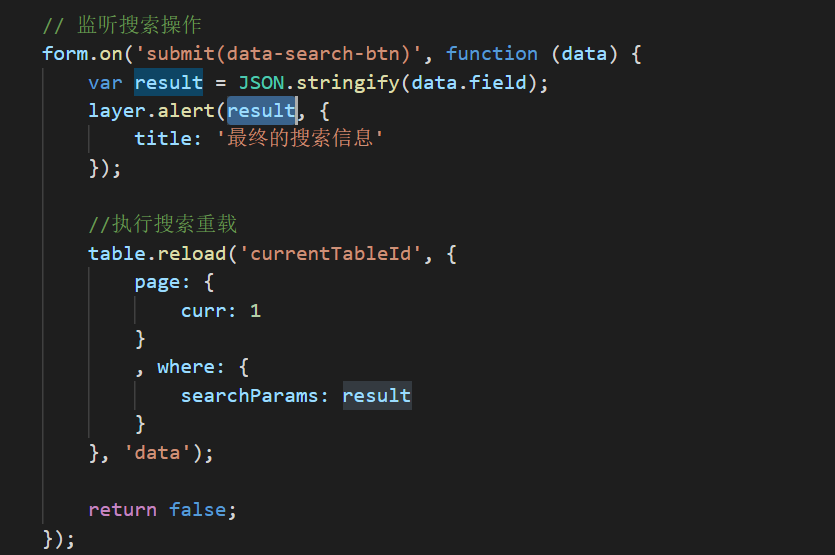 // 监听搜索操作
form.on('submit(data-search-btn)', function (data) {
    var result = JSON.stringify(data.field);
    layer.alert(result, {
        title: '最终的搜索信息'
    });

    //执行搜索重载
    table.reload('currentTableId', {
        page: {
            curr: 1
        }
        , where: {
            searchParams: result
        }
    }, 'data');

    return false;
});